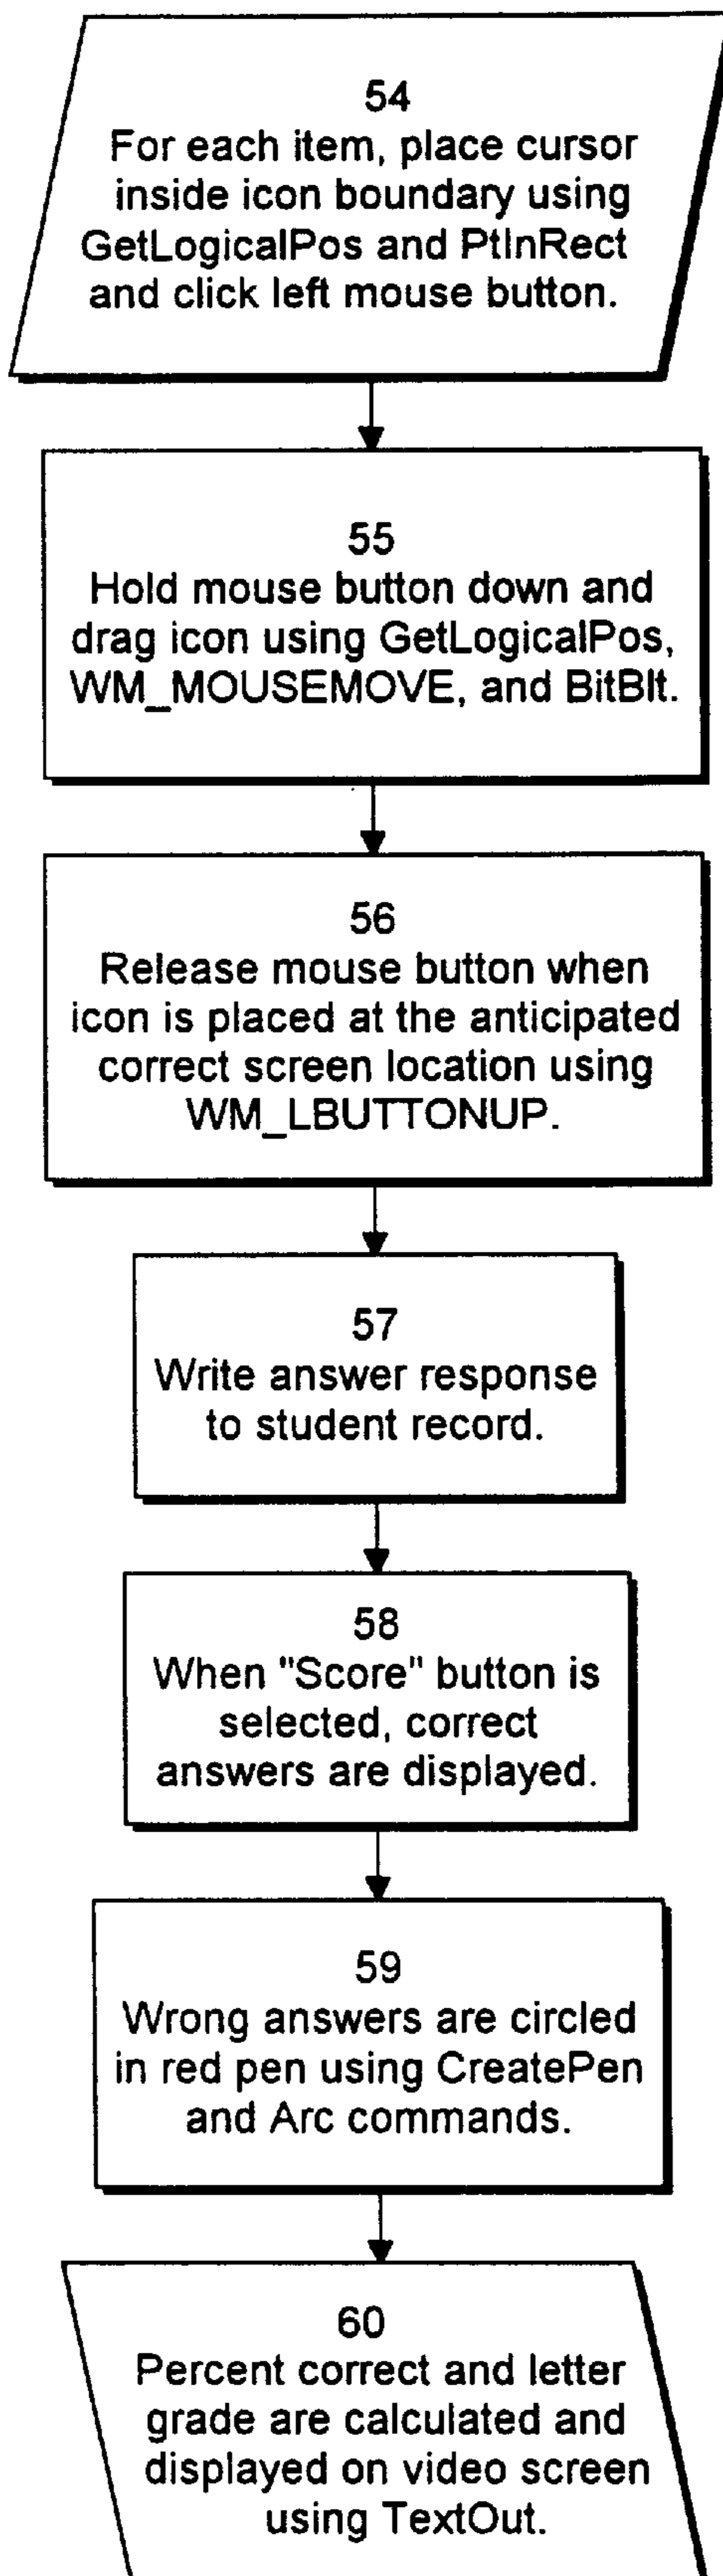 54
For each item, place cursor
inside icon boundary using
GetLogicalPos and PtInRect
and click left mouse button.
55
Hold mouse button down and
drag icon using GetLogicalPos,
WM_MOUSEMOVE, and BitBlt.
56
Release mouse button when
icon is placed at the anticipated
correct screen location using
WM_LBUTTONUP.
57
Write answer response
to student record.
58
When "Score" button is
selected, correct
answers are displayed.
59
Wrong answers are circled
in red pen using CreatePen
and Arc commands.
60
Percent correct and letter
grade are calculated and
displayed on video screen
using TextOut.